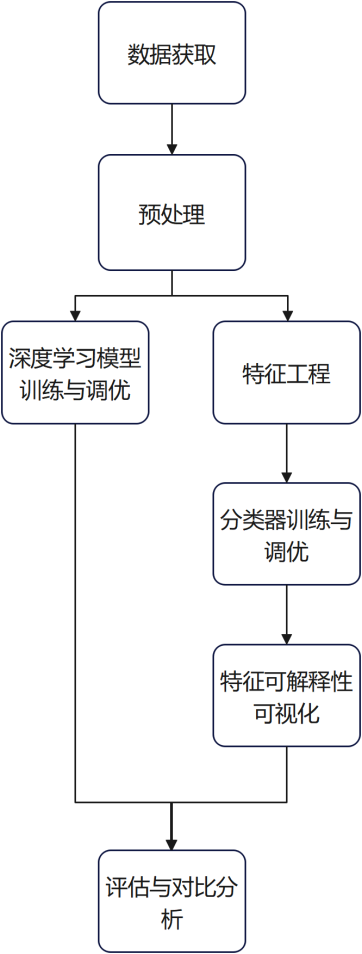 数据获取
预处理
深度学习模型
训练与调优
特征工程
分类器训练与
调优
特征可解释性
可视化
评估与对比分
析